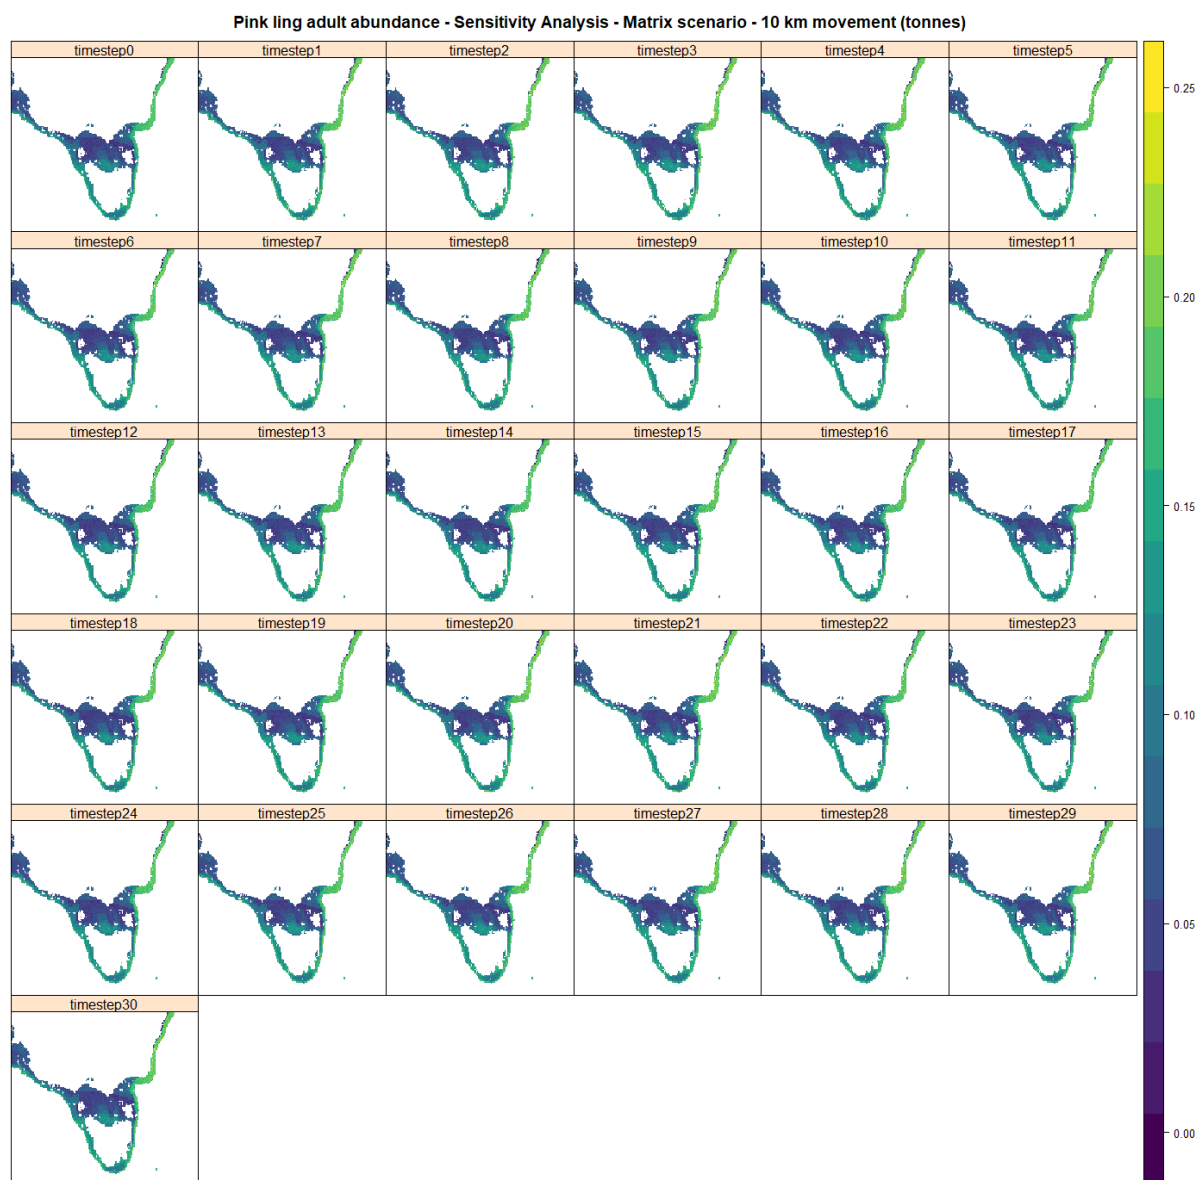 Pink ling adult abundance - Sensitivity Analysis - Matrix scenario - 10 km movement (tonnes)
timestep0 timestep1 timestep2 timestep3 timestep4 timestep5
0.25
timestep6 timestep7 timestep8 timestep9 timestep10 timestep11
0.20
timestep12 timestep13 timestep14 timestep15 timestep16 timestep17
0.15
timestep18 timestep19 timestep20 timestep21 timestep22 timestep23
0.10
timestep24 timestep25 timestep26 timestep27 timestep28 timestep29
0.05
timestep30
0.00